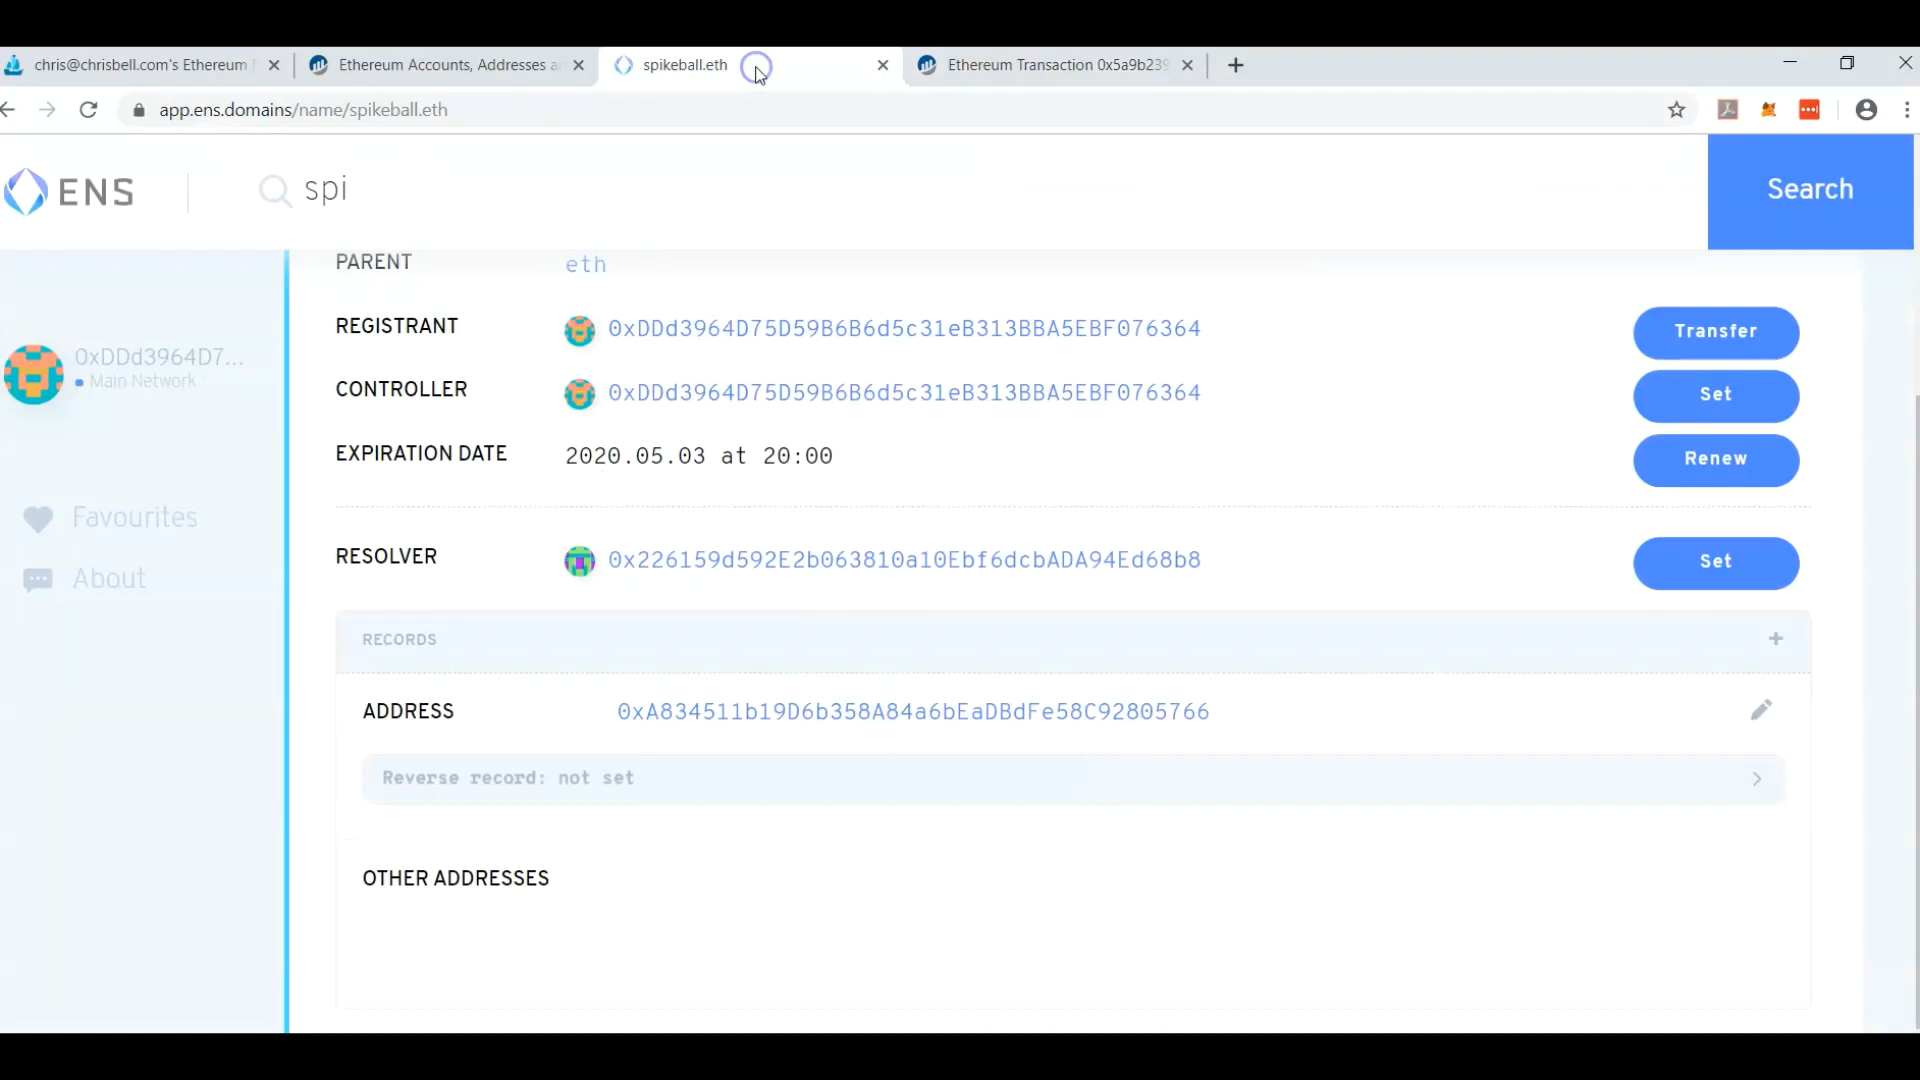 chris@chrisbell.com's Ethereum
Ethereum Accounts, Addresses a
spikeball.eth
Ethereum Transaction 0x5a9b239
app.ens.domains/name/spikeball.eth
ENS
spi
Search
PARENT
eth
REGISTRANT
0xDDd3964D75D59B6B6d5c31eB313BBA5EBF076364
Transfer
0xDDd3964D7...
Main Network
CONTROLLER
0xDDd3964D75D59B6B6d5c31eB313BBA5EBF076364
Set
EXPIRATION DATE
2020.05.03 at 20:00
Renew
Favourites
About
RESOLVER
0x226159d592E2b063810a10Ebf6dcbADA94Ed68b8
Set
RECORDS
ADDRESS
0xA834511b19D6b358A84a6bEaDBdFe58C92805766
Reverse record: not set
OTHER ADDRESSES